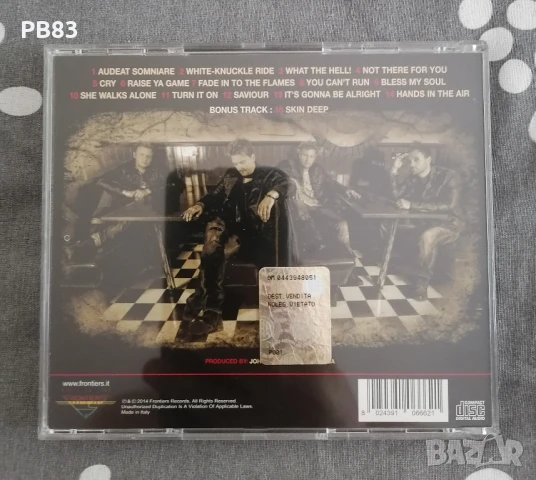 PB83
1 AUDEAT SOMNIARE 2 WHITE-KNUCKLE RIDE 3 WHAT THE HELL! 4 NOT THERE FOR YOU
5 CRY 6 RAISE YA GAME 7 FADE IN TO THE FLAMES 8 YOU CAN'T RUN 9 BLESS MY SOUL
10 SHE WALKS ALONE 11 TURN IT ON 12 SAVIOUR 13 IT'S GONNA BE ALRIGHT 14 HANDS IN THE AIR
BONUS TRACK : 15 SKIN DEEP
DM 0443948051
DEST.VENDITA
NOLEG.VIETATO
PRODUCED BY:
www.frontiers.it
℗ & © 2014 Frontiers Records. All Rights Reserved.
Unauthorized Duplication Is A Violation Of Applicable Laws.
Made in Italy
8 024391 066621
COMPACT
disc
DIGITAL AUDIO
BAZAR